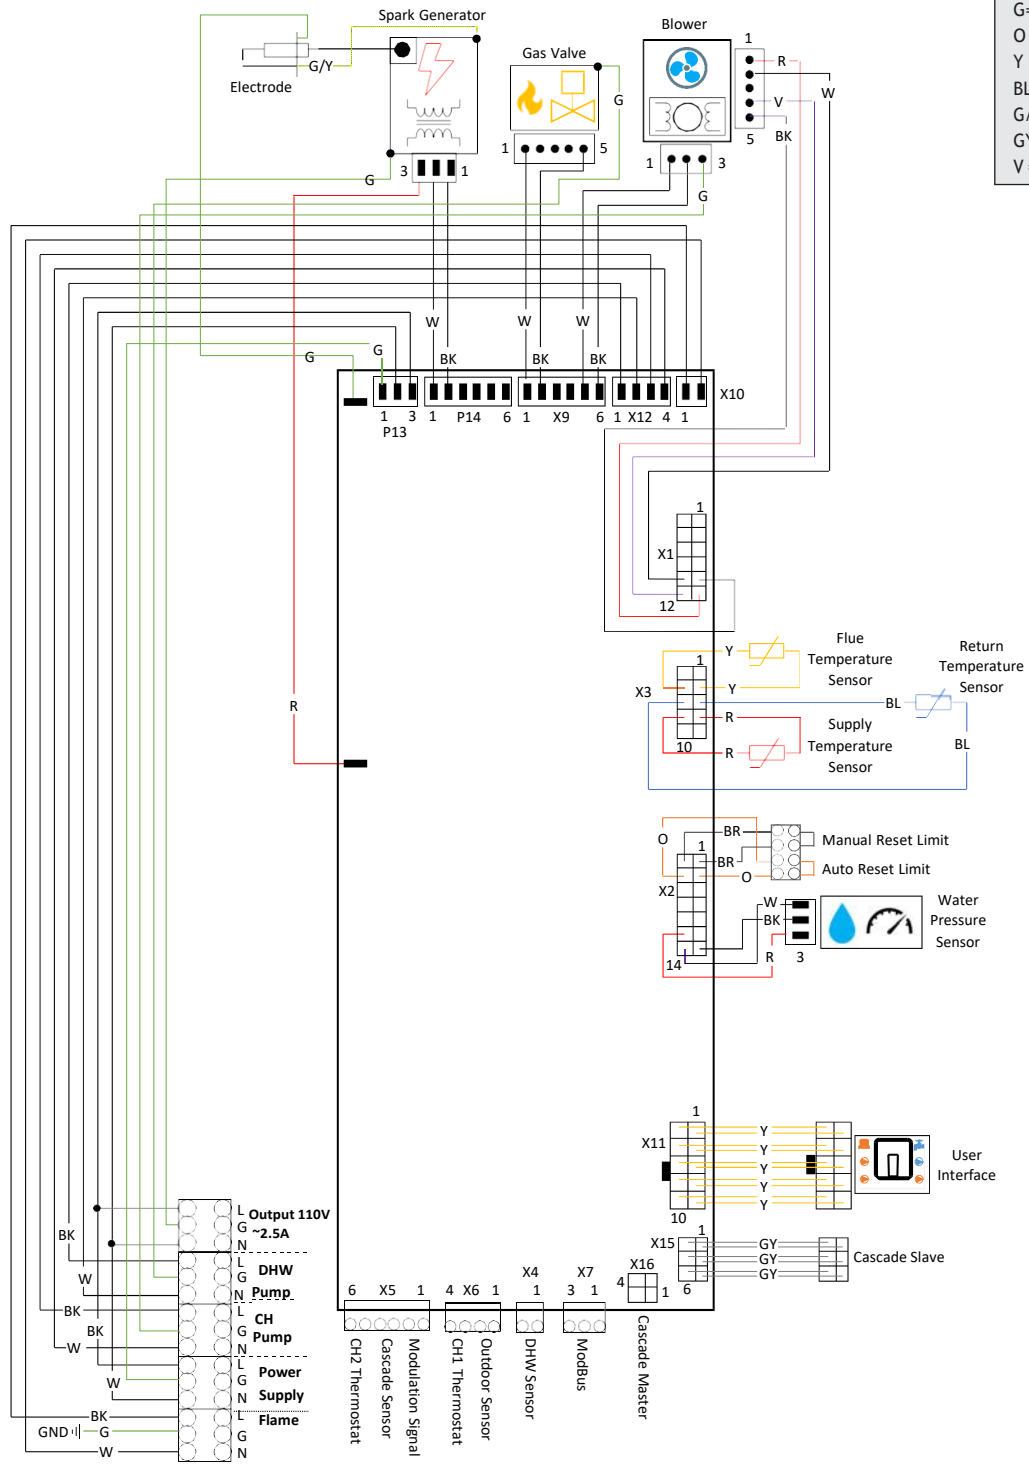 Spark Generator
Electrode
G/Y
G
3
1
Gas Valve
G
1
5
Blower
1
5
R
W
V
BK
1
3
G
G=
O
Y
BL
G/
GY
V =
R
W
BK
W
BK
W
BK
G
G
1
3
P13
1
P14
6
1
X9
6
1
X12
4
1
X10
1
X1
12
Y
Y
Flue
Temperature
Sensor
Return
Temperature
Sensor
1
X3
10
BL
BL
R
R
Supply
Temperature
Sensor
O
BR
BR
O
1
X2
14
Manual Reset Limit
Auto Reset Limit
W
BK
R
3
Water
Pressure
Sensor
1
X11
10
Y
Y
Y
Y
Y
User
Interface
1
X15
6
GY
GY
GY
Cascade Slave
X16
4
1
Cascade Master
6
X5
1
CH2 Thermostat
Cascade Sensor
Modulation Signal
4
X6
1
CH1 Thermostat
Outdoor Sensor
X4
1
DHW Sensor
X7
3
1
ModBus
L
G
N
Output 110V
~2.5A
BK
W
L
G
N
DHW
Pump
BK
W
L
G
N
CH
Pump
BK
W
L
G
N
Power
Supply
BK
G
W
GND
L
G
N
Flame